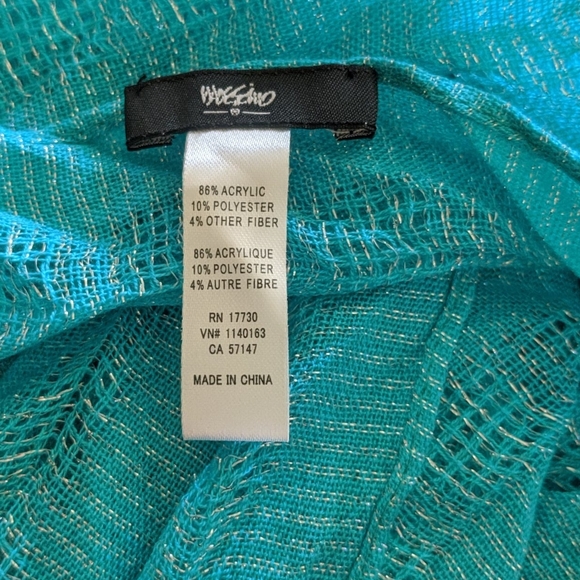 mossimo
86% ACRYLIC
10% POLYESTER
4% OTHER FIBER
86% ACRYLIQUE
10% POLYESTER
4% AUTRE FIBRE
RN 17730
VN# 1140163
CA 57147
MADE IN CHINA